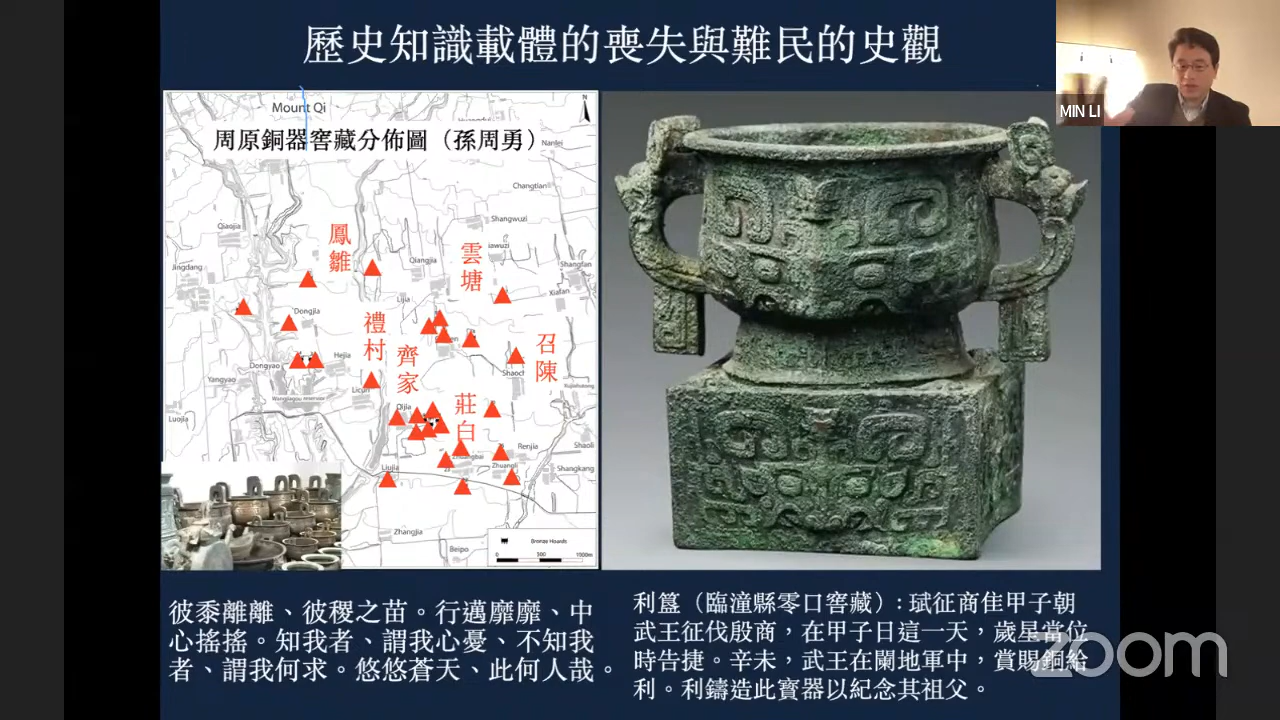 歷史知識載體的喪失與難民的史觀
MIN LI
Mount Qi
N
周原銅器窖藏分佈圖（孫周勇）
Nanlei
Changtian
Qiaojia
Shangwuzi
鳳雛
雲塘
Qiangjia
Jingdang
Shangfan
Xiafan
Lijia
Dongjia
禮村
齊家
召陳
Hejia
Dongyao
Yangyao
Licun
Shaoch
Qijia
莊白
Luojia
Renjia
Shaoli
Liujia
Zhuangli
Shangkang
Zhangjia
Beipo
Bronze Hoards
0 500 1000m
彼黍離離、彼稷之苗。行邁靡靡、中
心搖搖。知我者、謂我心憂、不知我
者、謂我何求。悠悠蒼天、此何人哉。
利簋（臨潼縣零口窖藏）: 珷征商隹甲子朝
武王征伐殷商，在甲子日這一天，歲星當位
時告捷。辛未，武王在闌地軍中，賞賜銅給
利。利鑄造此寶器以紀念其祖父。
zoom